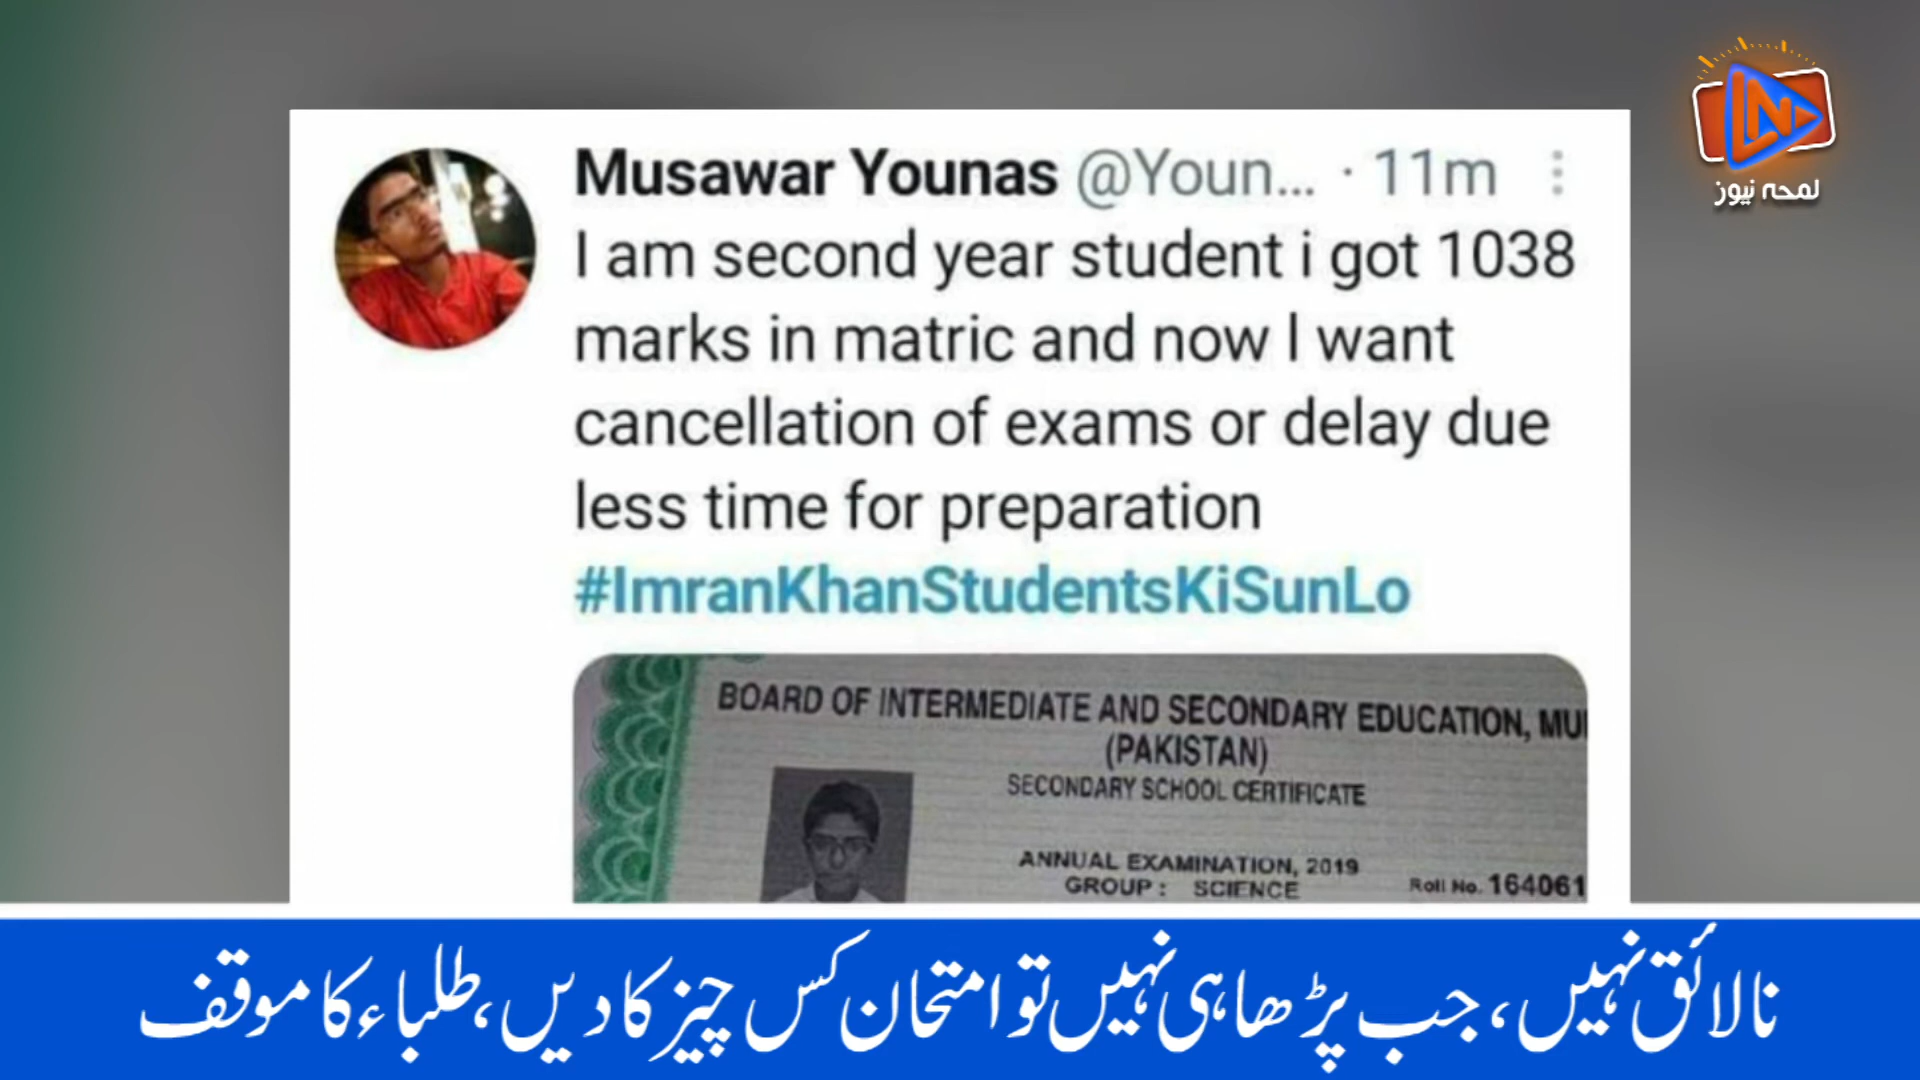 لمحہ نیوز
Musawar Younas @Youn... · 11m
I am second year student i got 1038
marks in matric and now I want
cancellation of exams or delay due
less time for preparation
#ImranKhanStudentsKiSunLo
BOARD OF INTERMEDIATE AND SECONDARY EDUCATION, MU
(PAKISTAN)
SECONDARY SCHOOL CERTIFICATE
ANNUAL EXAMINATION, 2019
GROUP : SCIENCE
Roll No. 164061
نالائق نہیں، جب پڑھا ہی نہیں تو امتحان کس چیز کا دیں، طلباء کا موقف